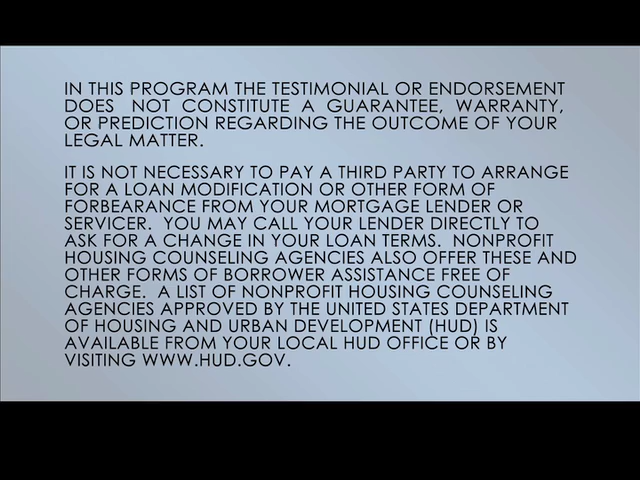 IN THIS PROGRAM THE TESTIMONIAL OR ENDORSEMENT
DOES NOT CONSTITUTE A GUARANTEE, WARRANTY,
OR PREDICTION REGARDING THE OUTCOME OF YOUR
LEGAL MATTER.
IT IS NOT NECESSARY TO PAY A THIRD PARTY TO ARRANGE
FOR A LOAN MODIFICATION OR OTHER FORM OF
FORBEARANCE FROM YOUR MORTGAGE LENDER OR
SERVICER. YOU MAY CALL YOUR LENDER DIRECTLY TO
ASK FOR A CHANGE IN YOUR LOAN TERMS. NONPROFIT
HOUSING COUNSELING AGENCIES ALSO OFFER THESE AND
OTHER FORMS OF BORROWER ASSISTANCE FREE OF
CHARGE. A LIST OF NONPROFIT HOUSING COUNSELING
AGENCIES APPROVED BY THE UNITED STATES DEPARTMENT
OF HOUSING AND URBAN DEVELOPMENT (HUD) IS
AVAILABLE FROM YOUR LOCAL HUD OFFICE OR BY
VISITING WWW.HUD.GOV.